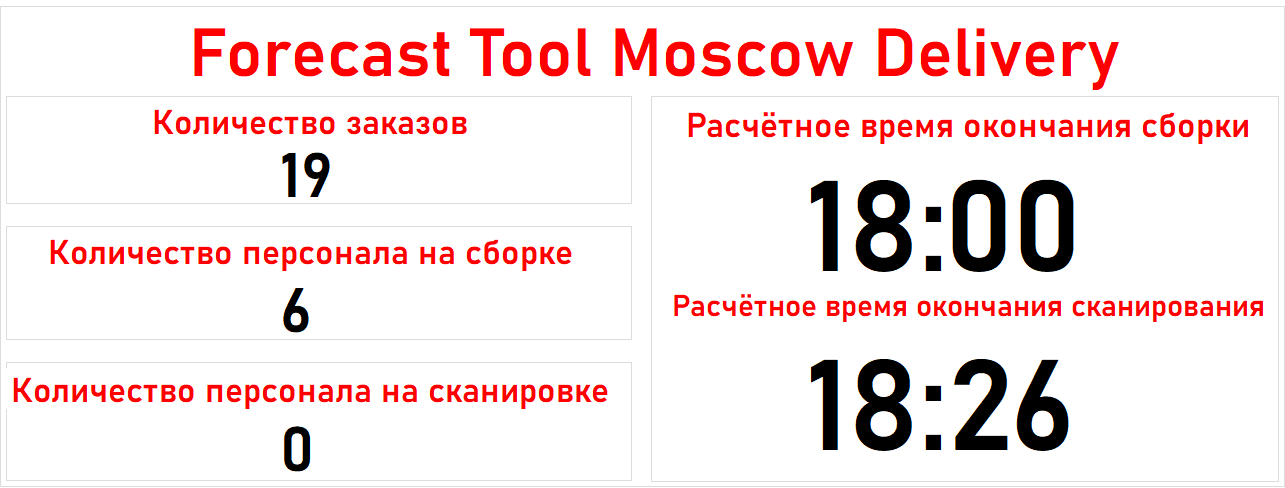 Forecast Tool Moscow Delivery
Количество заказов
19
Количество персонала на сборке
6
Количество персонала на сканировке
0
Расчётное время окончания сборки
18:00
Расчётное время окончания сканирования
18:26